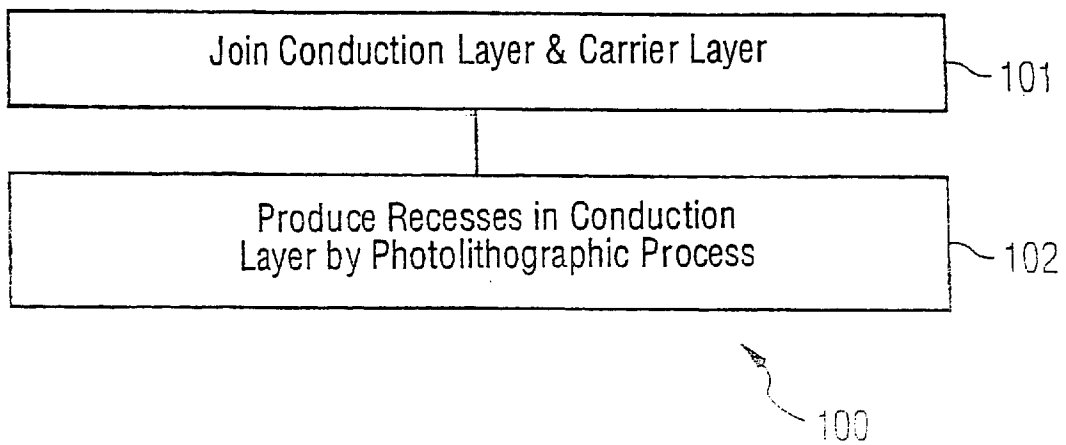 Join Conduction Layer & Carrier Layer
101
Produce Recesses in Conduction
Layer by Photolithographic Process
102
100